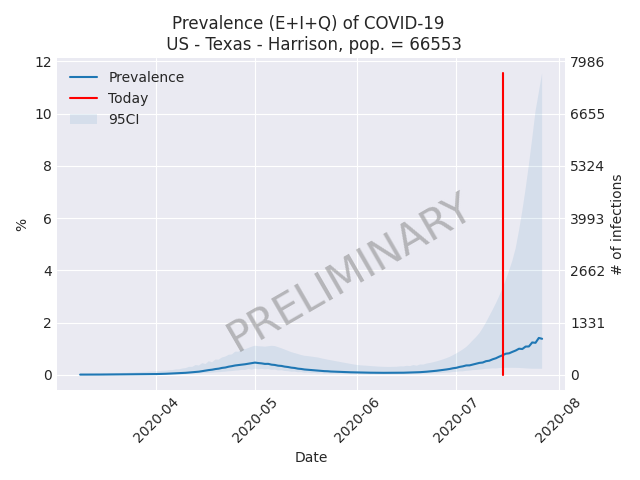 Prevalence (E+I+Q) of COVID-19
US - Texas - Harrison, pop. = 66553
12
10
8
6
4
2
0
%
7986
6655
5324
3993
2662
1331
0
# of infections
Prevalence
Today
95CI
PRELIMINARY
2020-04
2020-05
2020-06
2020-07
2020-08
Date